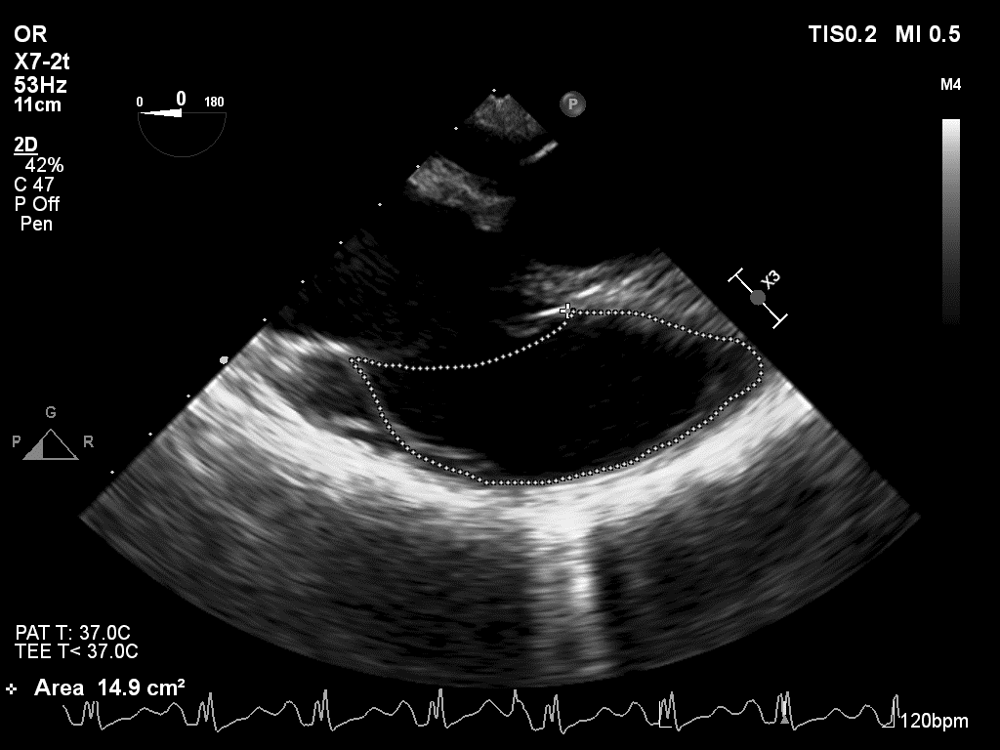 OR
X7-2t
53Hz
11cm
2D
42%
C 47
P Off
Pen
0 0 180
P
TIS0.2 MI 0.5
M4
X3
G
P R
PAT T: 37.0C
TEE T< 37.0C
Area 14.9 cm²
120bpm